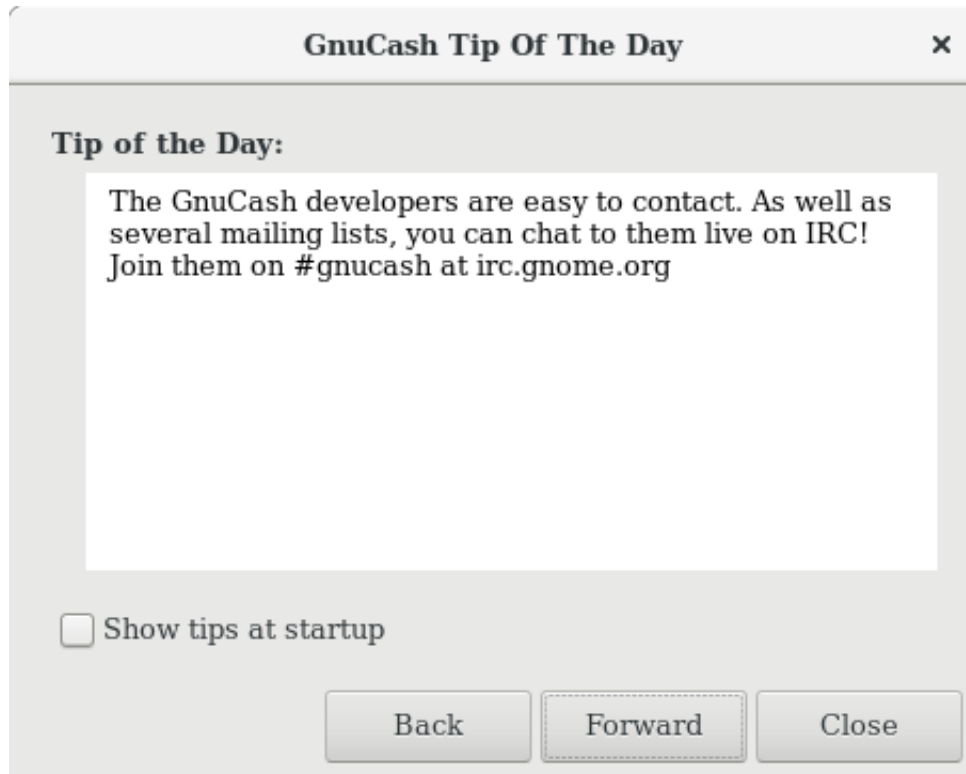 GnuCash Tip Of The Day
Tip of the Day:
The GnuCash developers are easy to contact. As well as
several mailing lists, you can chat to them live on IRC!
Join them on #gnucash at irc.gnome.org
Show tips at startup
Back Forward Close